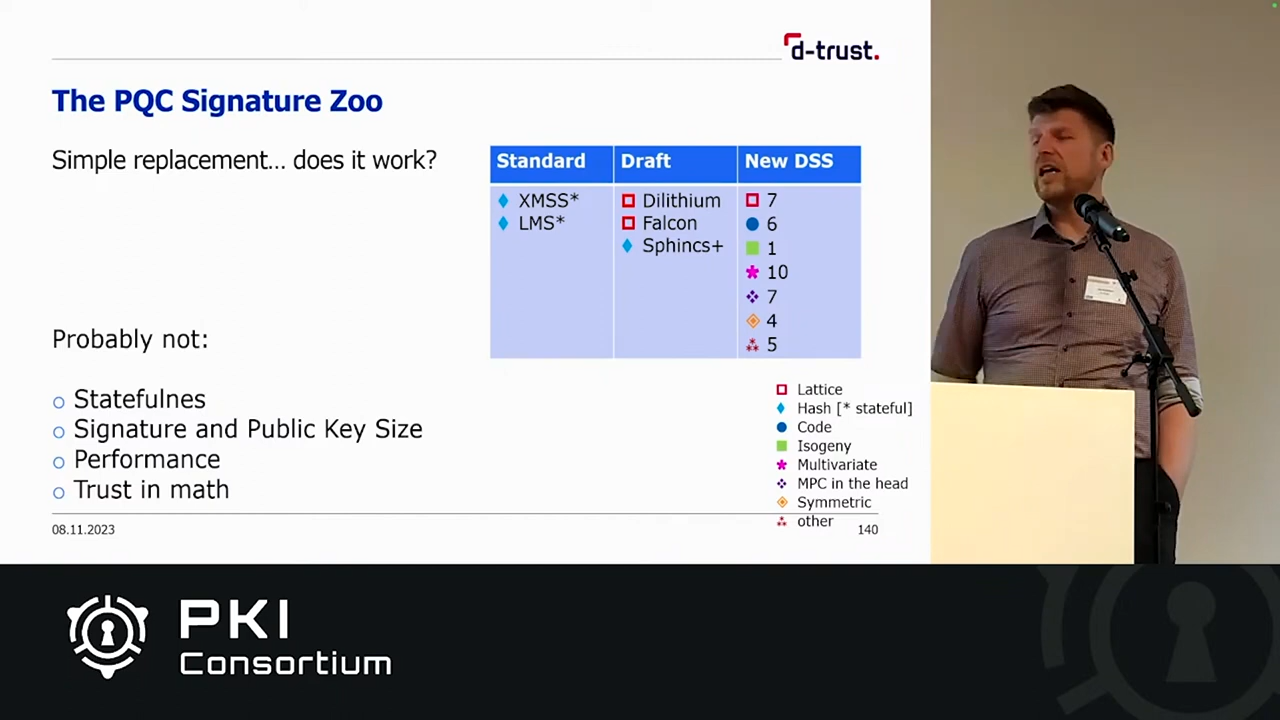 d-trust.
The PQC Signature Zoo
Simple replacement... does it work?
Standard
Draft
New DSS
XMSS*
LMS*
Dilithium
Falcon
Sphincs+
7
6
1
10
7
4
5
Probably not:
Statefulnes
Signature and Public Key Size
Performance
Trust in math
Lattice
Hash [* stateful]
Code
Isogeny
Multivariate
MPC in the head
Symmetric
other
08.11.2023
140
PKI
Consortium